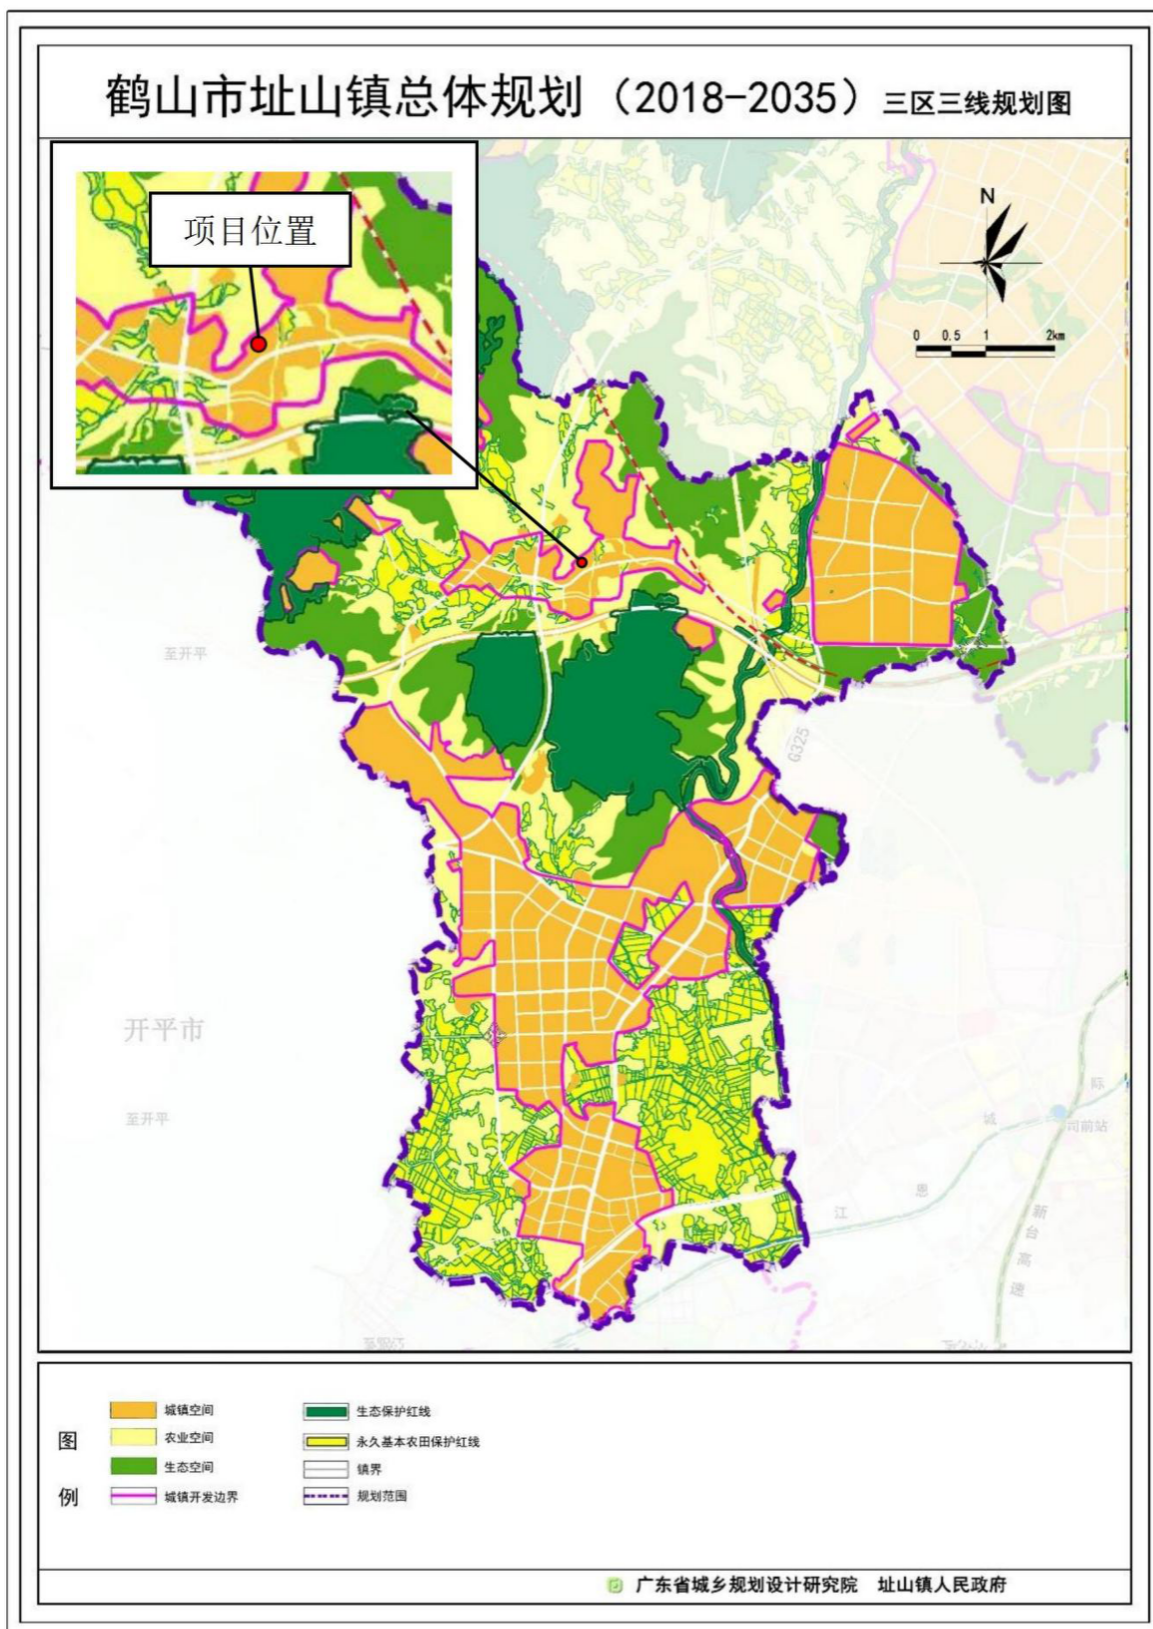 鹤山市址山镇总体规划（2018-2035）三区三线规划图
项目位置
N
0 0.5 1 2km
至开平
G325
开平市
至开平
际
城
司前站
恩
江
新
台
高
速
图
例
城镇空间
农业空间
生态空间
城镇开发边界
生态保护红线
永久基本农田保护红线
镇界
规划范围
广东省城乡规划设计研究院 址山镇人民政府